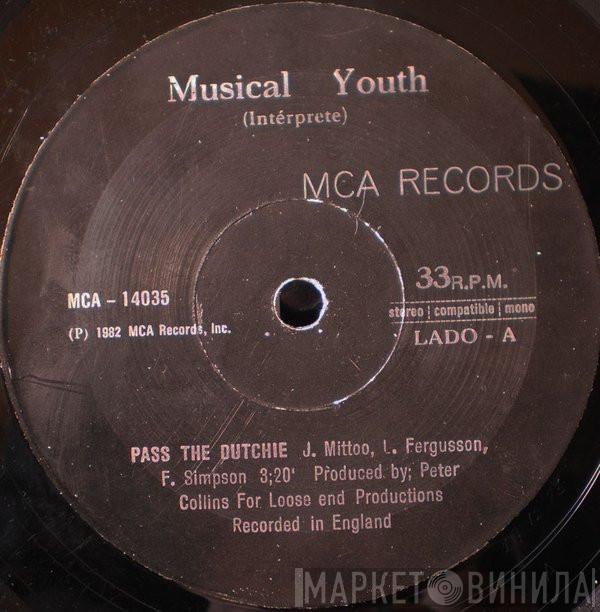 Musical Youth
(Intérprete)
MCA RECORDS
MCA - 14035
(P) 1982 MCA Records, Inc.
33 R.P.M.
stereo | compatible | mono
LADO - A
PASS THE DUTCHIE J. Mittoo, L. Fergusson,
F. Simpson 3;20' Produced by; Peter
Collins For Loose end Productions
Recorded in England
МАРКЕТ ВИНИЛА